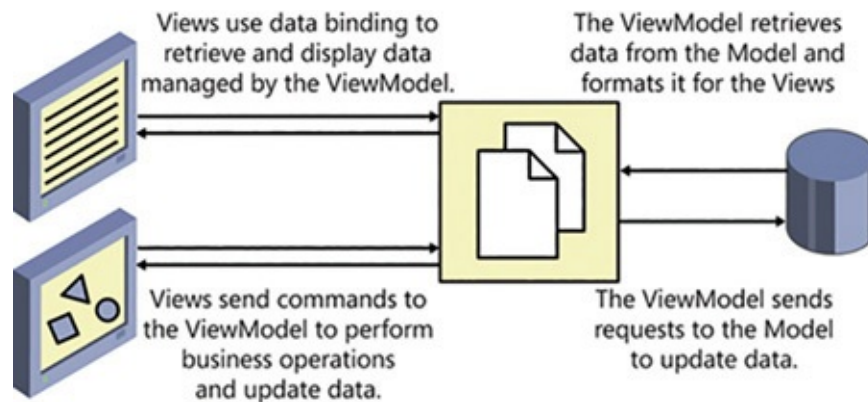 Views use data binding to
retrieve and display data
managed by the ViewModel.
The ViewModel retrieves
data from the Model and
formats it for the Views
Views send commands to
the ViewModel to perform
business operations
and update data.
The ViewModel sends
requests to the Model
to update data.